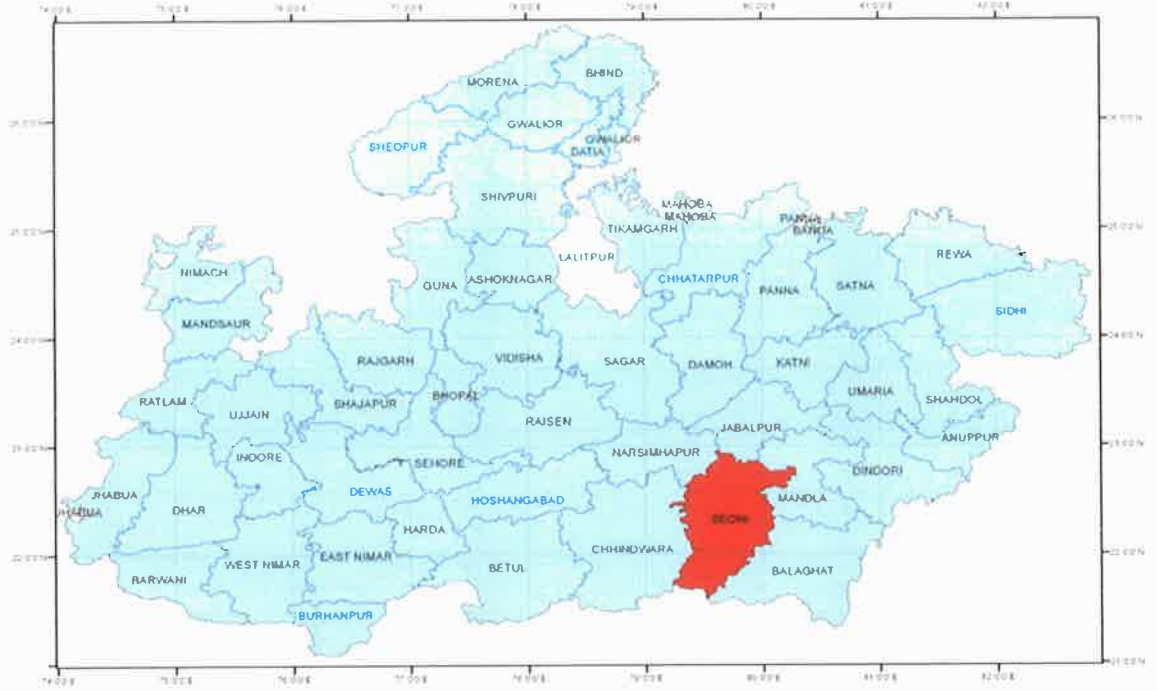 MORENA
BHIND
GWALIOR
GWALIOR
DATIA
SHEOPUR
SHIVPURI
MAHOBA
MAHOBA
TIKAMGARH
PANNA
BANDA
LALITPUR
REWA
NIMACH
GUNA
ASHOKNAGAR
CHHATARPUR
PANNA
SATNA
SIDHI
MANDSAUR
RAJGARH
VIDISHA
SAGAR
DAMOH
KATNI
UMARIA
SHAHDOL
RATLAM
UJJAIN
SHAJAPUR
BHOPAL
RAISEN
JABALPUR
ANUPPUR
INDORE
SEHORE
NARSIMHAPUR
DINDORI
JHABUA
JHABUA
DHAR
DEWAS
HOSHANGABAD
SEONI
MANDLA
HARDA
CHHINDWARA
BARWANI
WEST NIMAR
EAST NIMAR
BETUL
BALAGHAT
BURHANPUR